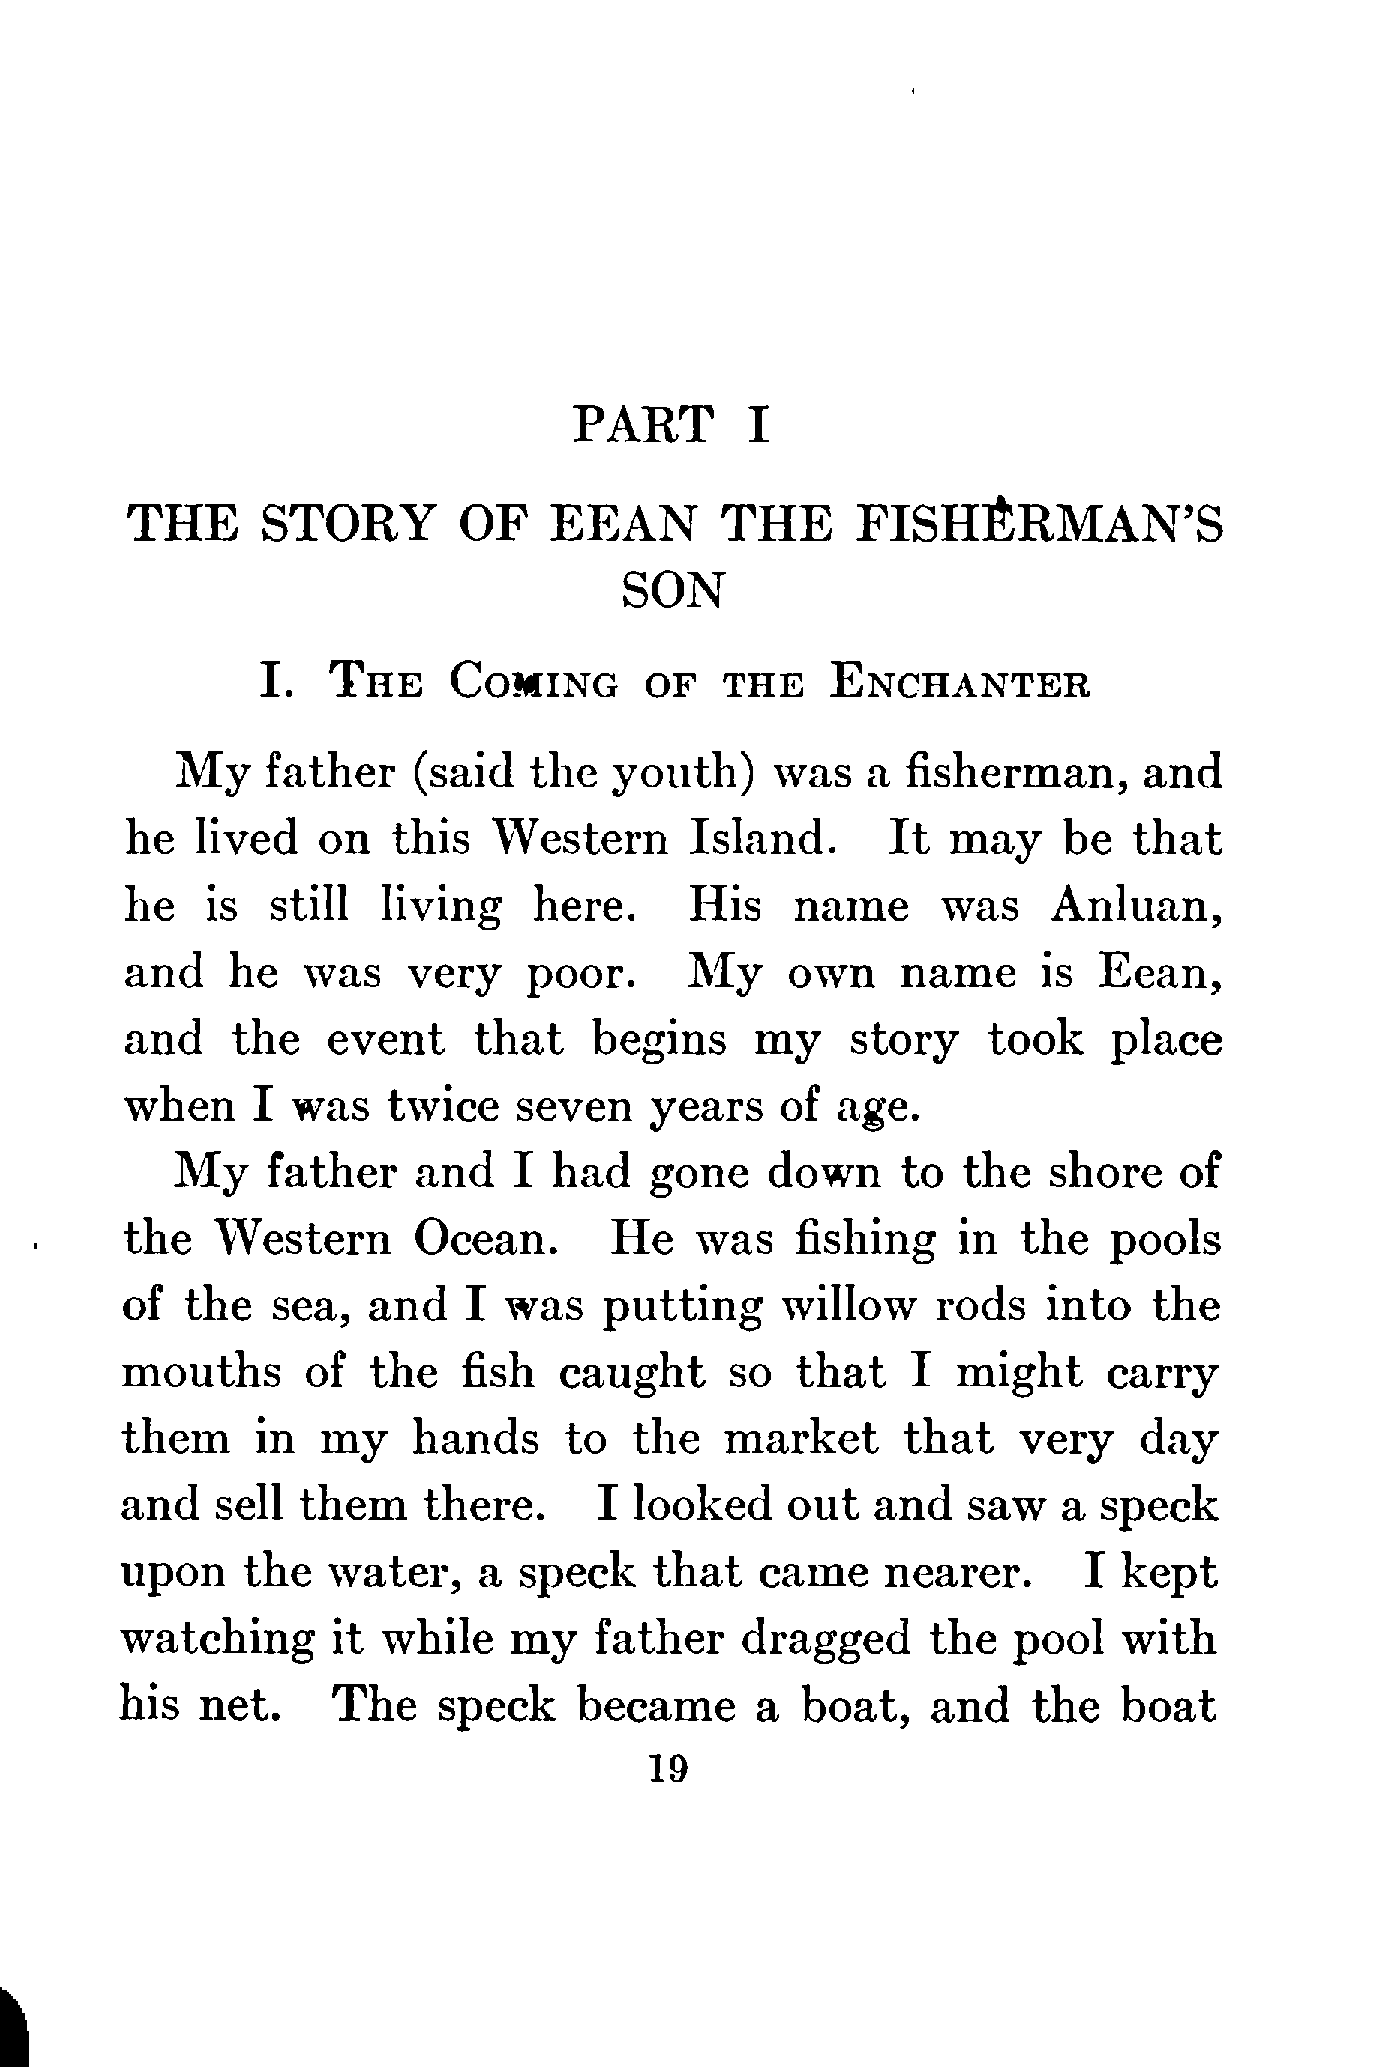 PART I
THE STORY OF EEAN THE FISHERMAN'S
SON
I. THE COMING OF THE ENCHANTER
My father (said the youth) was a fisherman, and
he lived on this Western Island. It may be that
he is still living here. His name was Anluan,
and he was very poor. My own name is Eean,
and the event that begins my story took place
when I was twice seven years of age.
My father and I had gone down to the shore of
the Western Ocean. He was fishing in the pools
of the sea, and I was putting willow rods into the
mouths of the fish caught so that I might carry
them in my hands to the market that very day
and sell them there. I looked out and saw a speck
upon the water, a speck that came nearer. I kept
watching it while my father dragged the pool with
his net. The speck became a boat, and the boat
19